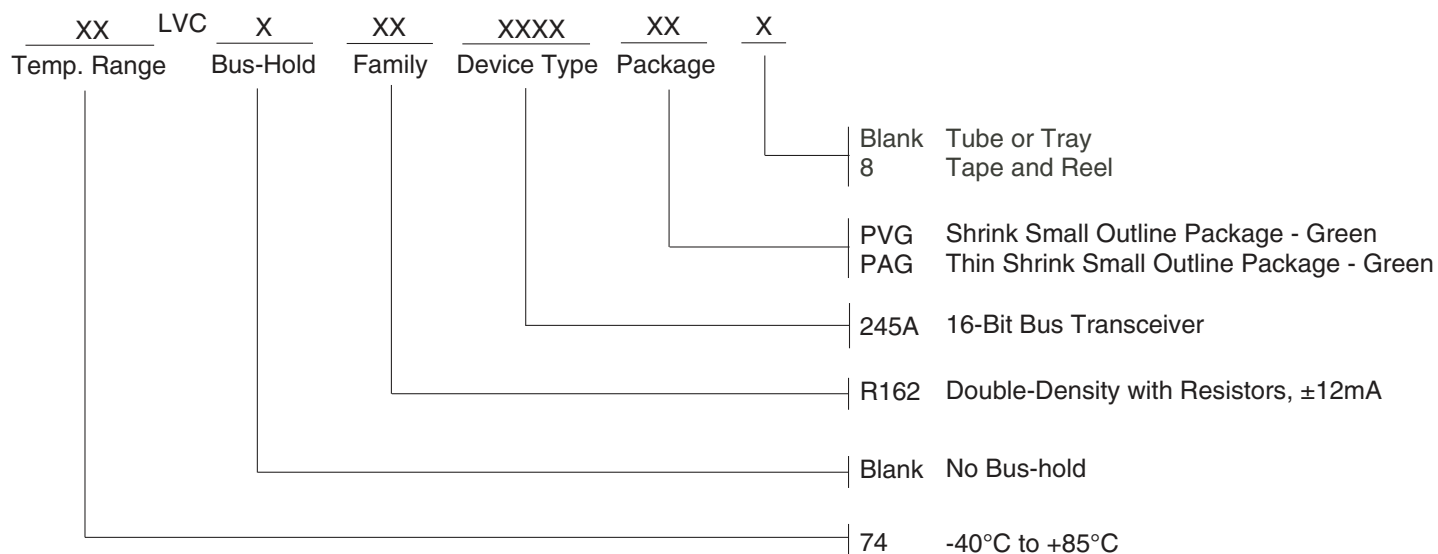 XX LVC X XX XXXX XX X
Temp. Range Bus-Hold Family Device Type Package
Blank Tube or Tray
8 Tape and Reel
PVG Shrink Small Outline Package - Green
PAG Thin Shrink Small Outline Package - Green
245A 16-Bit Bus Transceiver
R162 Double-Density with Resistors, ±12mA
Blank No Bus-hold
74 -40°C to +85°C